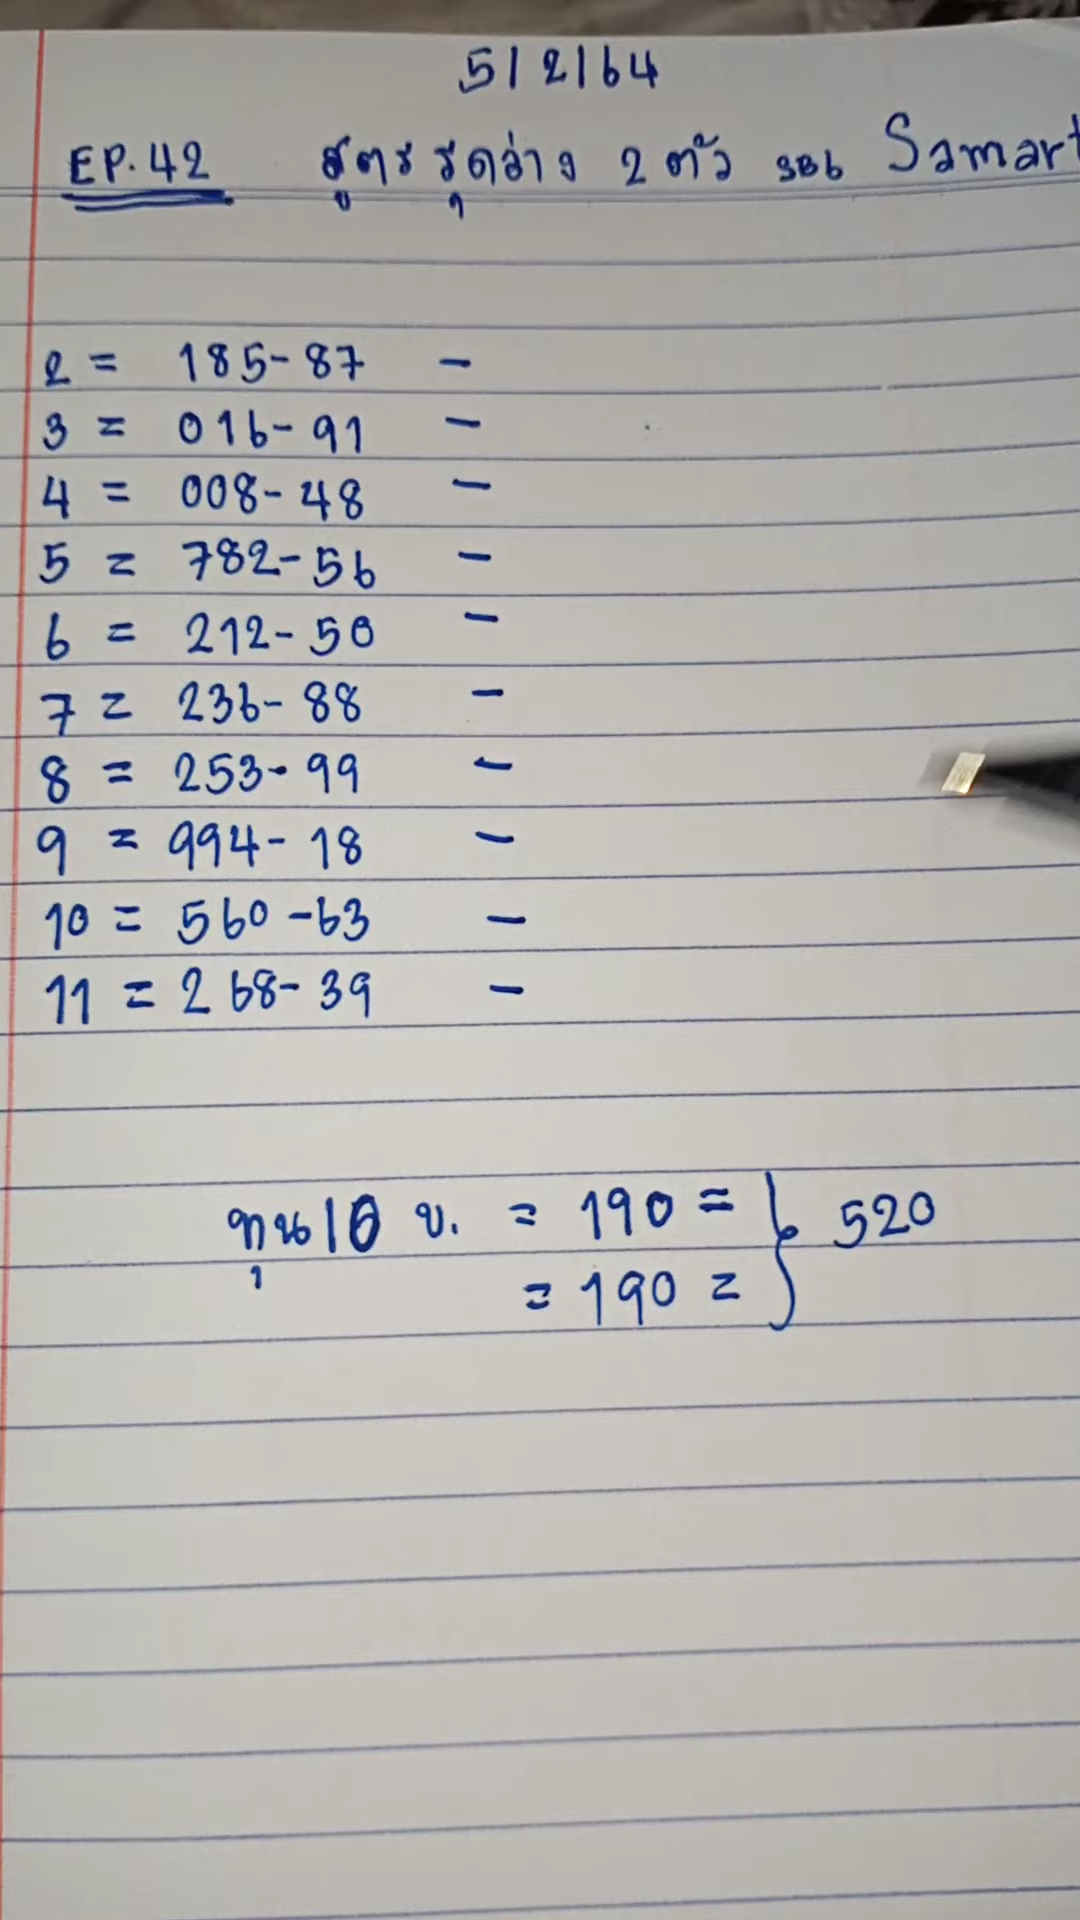 5/2/64
EP.42 สูตรรูดล่าง 2 ตัว Samart
2 = 185-87 -
3 = 016-91 -
4 = 008-48 -
5 = 782-56 -
6 = 212-50 -
7 = 236-88 -
8 = 253-99 -
9 = 994-18 -
10 = 560-63 -
11 = 268-39 -
ทุน 10 บ. = 190 = } 520
= 190 =